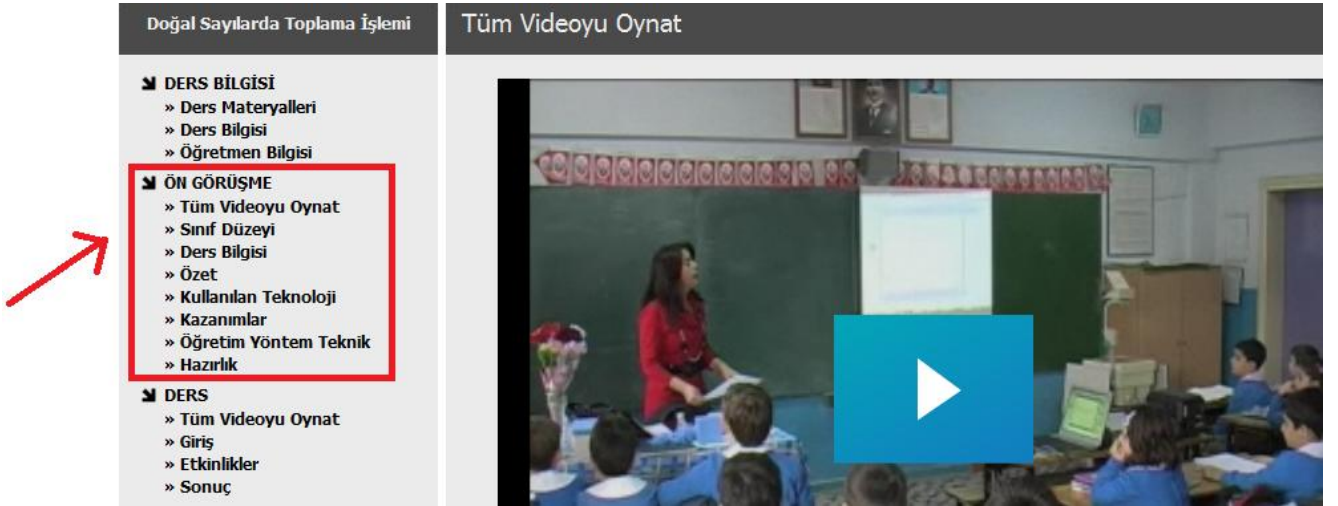 Doğal Sayılarda Toplama İşlemi
Tüm Videoyu Oynat
DERS BİLGİSİ
» Ders Materyalleri
» Ders Bilgisi
» Öğretmen Bilgisi
ÖN GÖRÜŞME
» Tüm Videoyu Oynat
» Sınıf Düzeyi
» Ders Bilgisi
» Özet
» Kullanılan Teknoloji
» Kazanımlar
» Öğretim Yöntem Teknik
» Hazırlık
DERS
» Tüm Videoyu Oynat
» Giriş
» Etkinlikler
» Sonuç